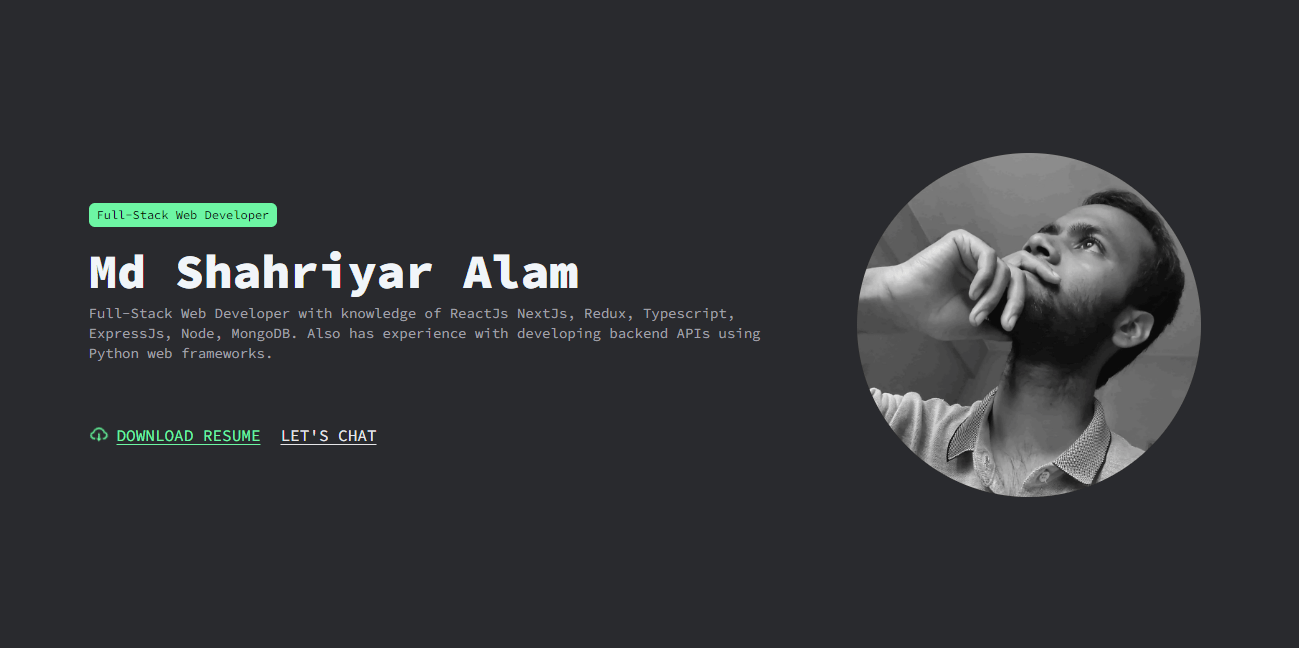 Full-Stack Web Developer
Md Shahriyar Alam
Full-Stack Web Developer with knowledge of ReactJs NextJs, Redux, Typescript,
ExpressJs, Node, MongoDB. Also has experience with developing backend APIs using
Python web frameworks.
DOWNLOAD RESUME LET'S CHAT